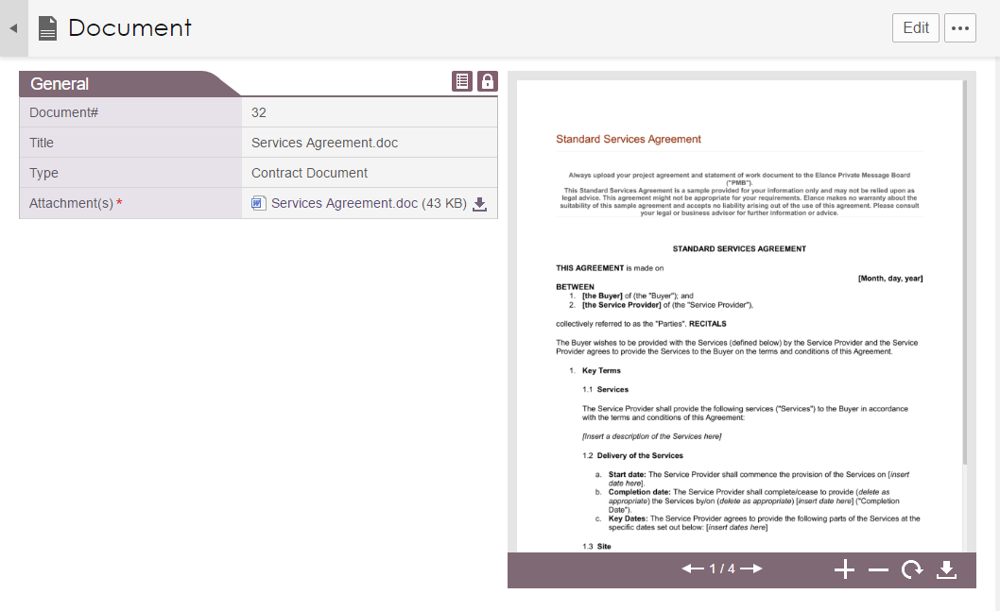 Document
Edit
General
Document# 32
Title Services Agreement.doc
Type Contract Document
Attachment(s) * Services Agreement.doc (43 KB)
Standard Services Agreement
Always upload your project agreement and statement of work document to the Elance Private Message Board
("PMB").
This Standard Services Agreement is a sample provided for your information only and may not be relied upon as
legal advice. This agreement might not be appropriate for your requirements. Elance makes no warranty about the
suitability of this sample agreement and accepts no liability arising out of the use of this agreement. Please consult
your legal or business advisor for further information or advice.
STANDARD SERVICES AGREEMENT
THIS AGREEMENT is made on
[Month, day, year]
BETWEEN
1. [the Buyer] of (the "Buyer"); and
2. [the Service Provider] of (the "Service Provider"),
collectively referred to as the "Parties". RECITALS
The Buyer wishes to be provided with the Services (defined below) by the Service Provider and the Service
Provider agrees to provide the Services to the Buyer on the terms and conditions of this Agreement.
1. Key Terms
1.1 Services
The Service Provider shall provide the following services ("Services") to the Buyer in accordance
with the terms and conditions of this Agreement:
[Insert a description of the Services here]
1.2 Delivery of the Services
a. Start date: The Service Provider shall commence the provision of the Services on [insert
date here].
b. Completion date: The Service Provider shall complete/cease to provide (delete as
appropriate) the Services by/on (delete as appropriate) [insert date here] ("Completion
Date").
c. Key Dates: The Service Provider agrees to provide the following parts of the Services at the
specific dates set out below: [insert dates here]
1.3 Site
1 / 4